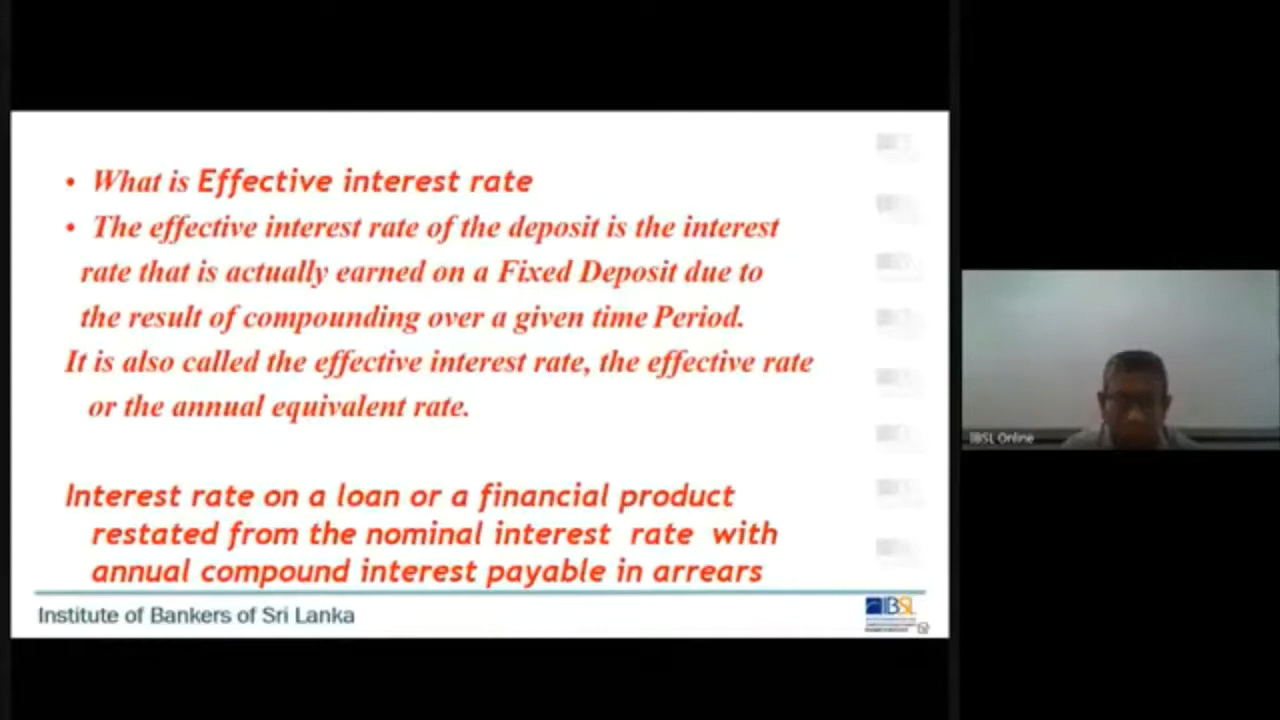 • What is Effective interest rate
• The effective interest rate of the deposit is the interest
rate that is actually earned on a Fixed Deposit due to
the result of compounding over a given time Period.
It is also called the effective interest rate, the effective rate
or the annual equivalent rate.
Interest rate on a loan or a financial product
restated from the nominal interest rate with
annual compound interest payable in arrears
Institute of Bankers of Sri Lanka
IBSL
IBSL Online